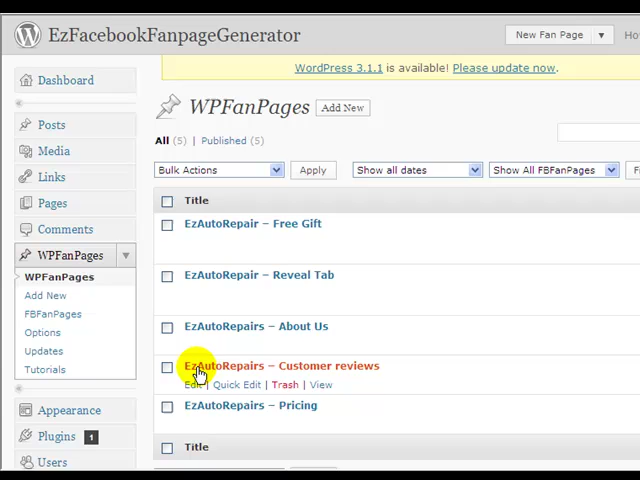 EzFacebookFanpageGenerator
New Fan Page
WordPress 3.1.1 is available! Please update now.
Dashboard
Posts
Media
Links
Pages
Comments
WPFanPages
WPFanPages
Add New
FBFanPages
Options
Updates
Tutorials
Appearance
Plugins 1
Users
WPFanPages Add New
All (5) | Published (5)
Bulk Actions Apply Show all dates Show All FBFanPages
Title
EzAutoRepair – Free Gift
EzAutoRepair – Reveal Tab
EzAutoRepairs – About Us
EzAutoRepairs – Customer reviews
Edit | Quick Edit | Trash | View
EzAutoRepairs – Pricing
Title